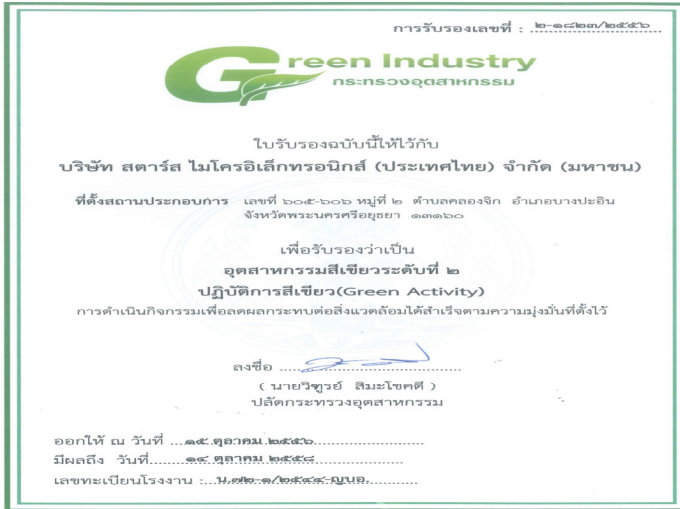 การรับรองเลขที่ : ๒-๑๘๒๓/๒๕๕๖
Green Industry
กระทรวงอุตสาหกรรม
ใบรับรองฉบับนี้ให้ไว้กับ
บริษัท สตาร์ส ไมโครอิเล็กทรอนิกส์ (ประเทศไทย) จำกัด (มหาชน)
ที่ตั้งสถานประกอบการ เลขที่ ๖๐๕-๖๐๖ หมู่ที่ ๒ ตำบลคลองจิก อำเภอบางปะอิน
จังหวัดพระนครศรีอยุธยา ๑๓๑๖๐
เพื่อรับรองว่าเป็น
อุตสาหกรรมสีเขียวระดับที่ ๒
ปฏิบัติการสีเขียว(Green Activity)
การดำเนินกิจกรรมเพื่อลดผลกระทบต่อสิ่งแวดล้อมได้สำเร็จตามความมุ่งมั่นที่ตั้งไว้
ลงชื่อ
( นายวิฑูรย์ สิมะโชคดี )
ปลัดกระทรวงอุตสาหกรรม
ออกให้ ณ วันที่ ๑๕ ตุลาคม ๒๕๕๖
มีผลถึง วันที่ ๑๔ ตุลาคม ๒๕๕๘
เลขทะเบียนโรงงาน : น.๗๒-๑/๒๕๔๔-ญบอ.